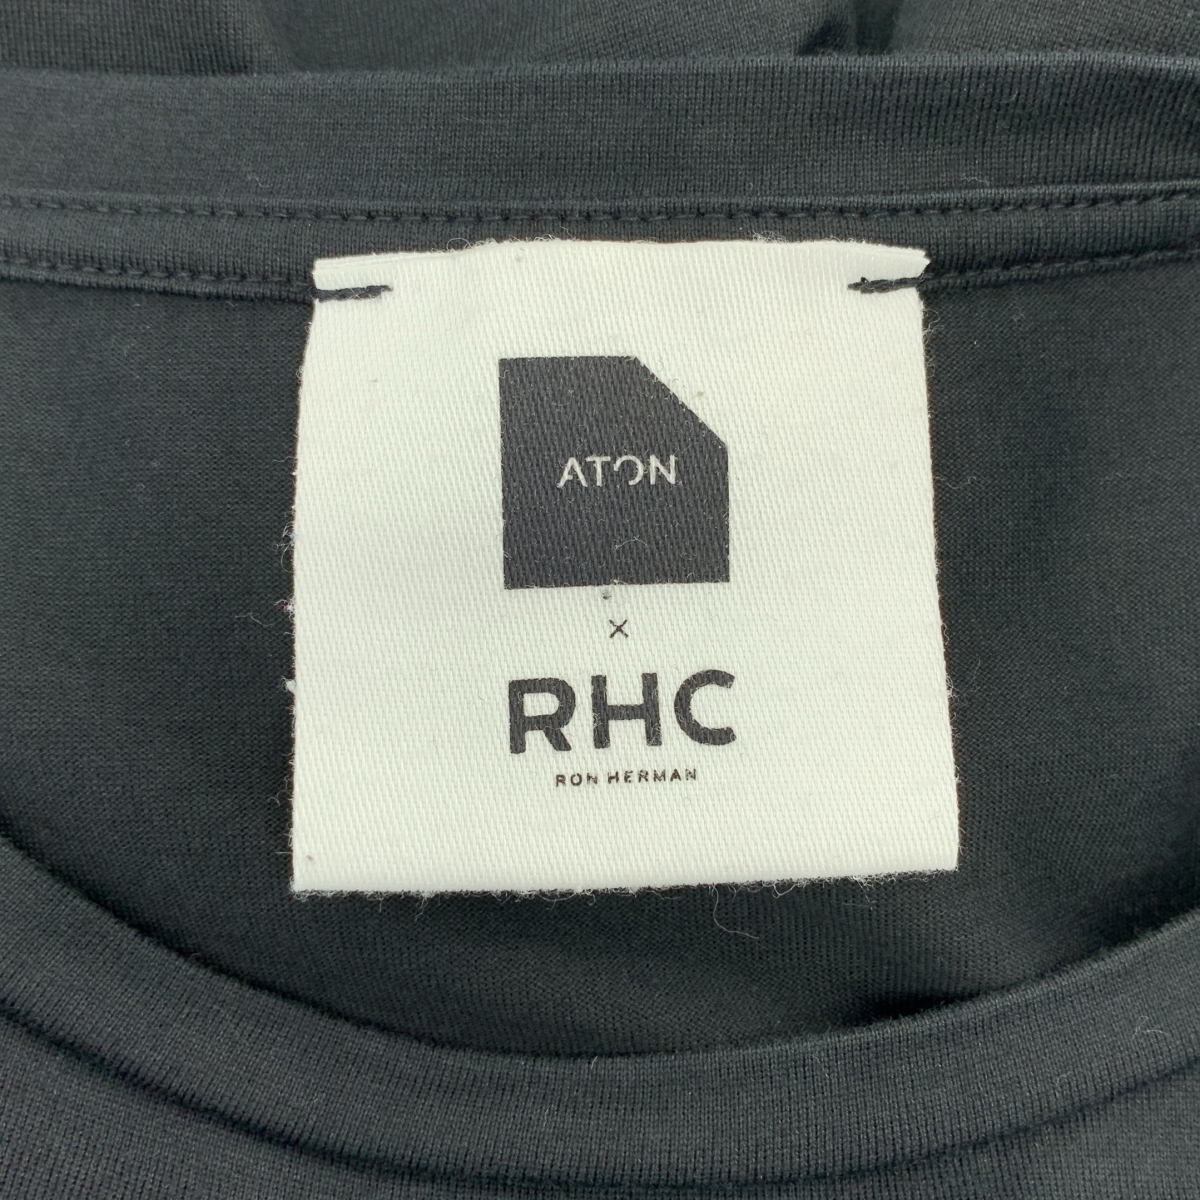 ATON
×
RHC
RON HERMAN